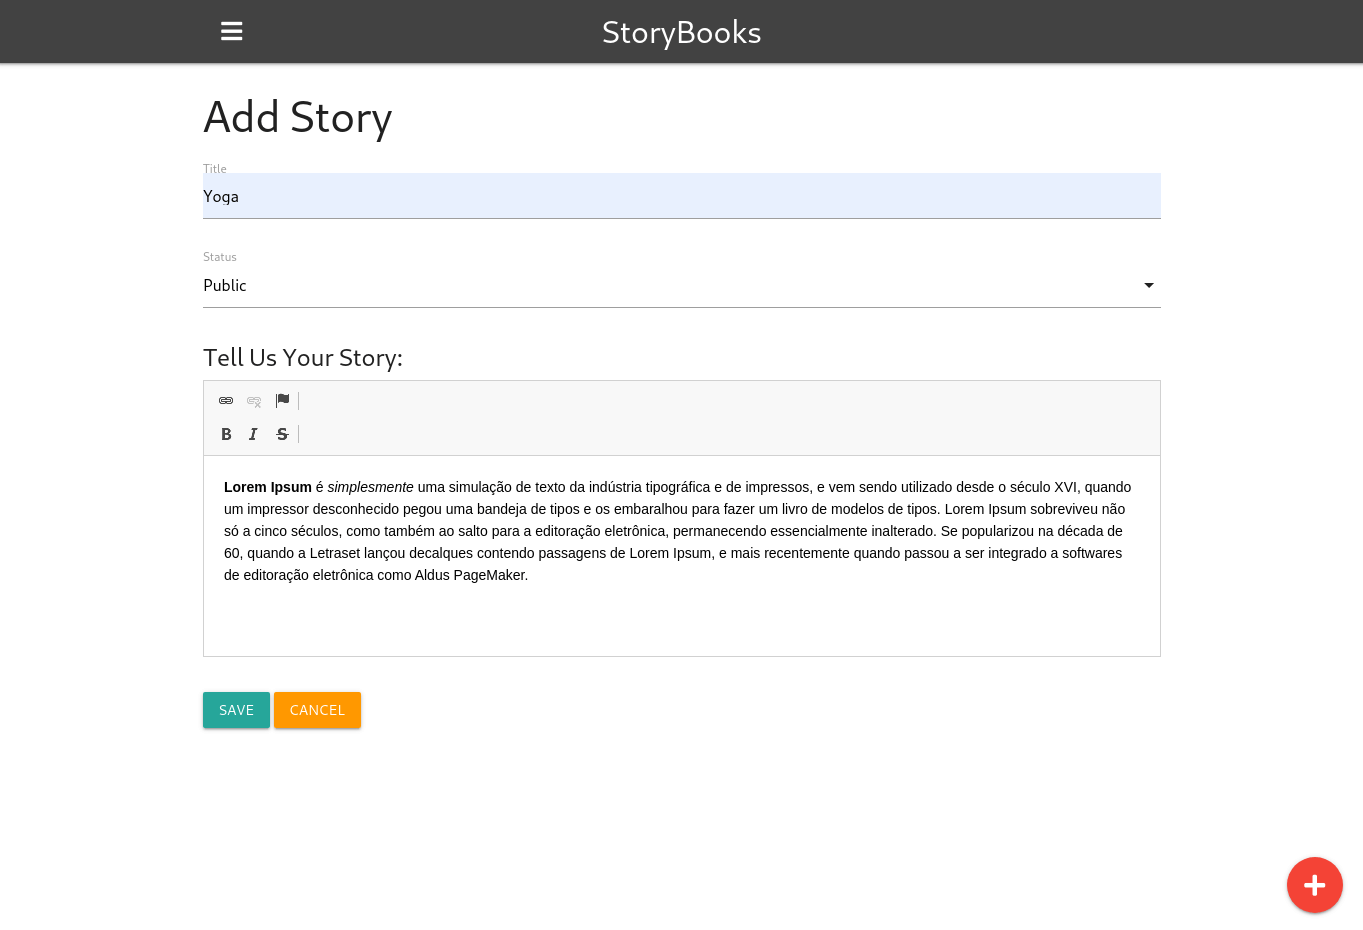 StoryBooks
Add Story
Title
Yoga
Status
Public
Tell Us Your Story:
B I S
Lorem Ipsum é simplesmente uma simulação de texto da indústria tipográfica e de impressos, e vem sendo utilizado desde o século XVI, quando
um impressor desconhecido pegou uma bandeja de tipos e os embaralhou para fazer um livro de modelos de tipos. Lorem Ipsum sobreviveu não
só a cinco séculos, como também ao salto para a editoração eletrônica, permanecendo essencialmente inalterado. Se popularizou na década de
60, quando a Letraset lançou decalques contendo passagens de Lorem Ipsum, e mais recentemente quando passou a ser integrado a softwares
de editoração eletrônica como Aldus PageMaker.
SAVE CANCEL